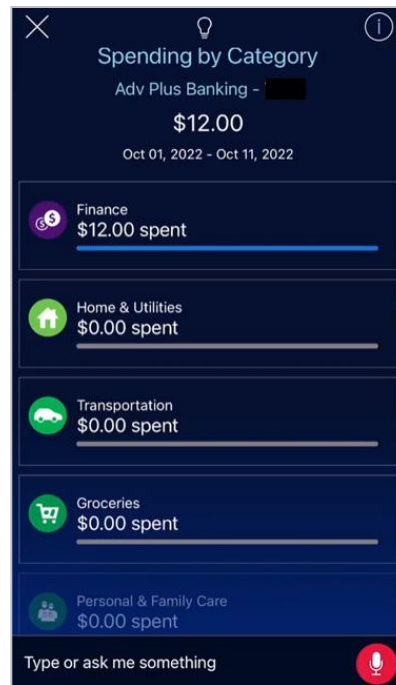 Spending by Category
Adv Plus Banking -
$12.00
Oct 01, 2022 - Oct 11, 2022
Finance
$12.00 spent
Home & Utilities
$0.00 spent
Transportation
$0.00 spent
Groceries
$0.00 spent
Personal & Family Care
$0.00 spent
Type or ask me something